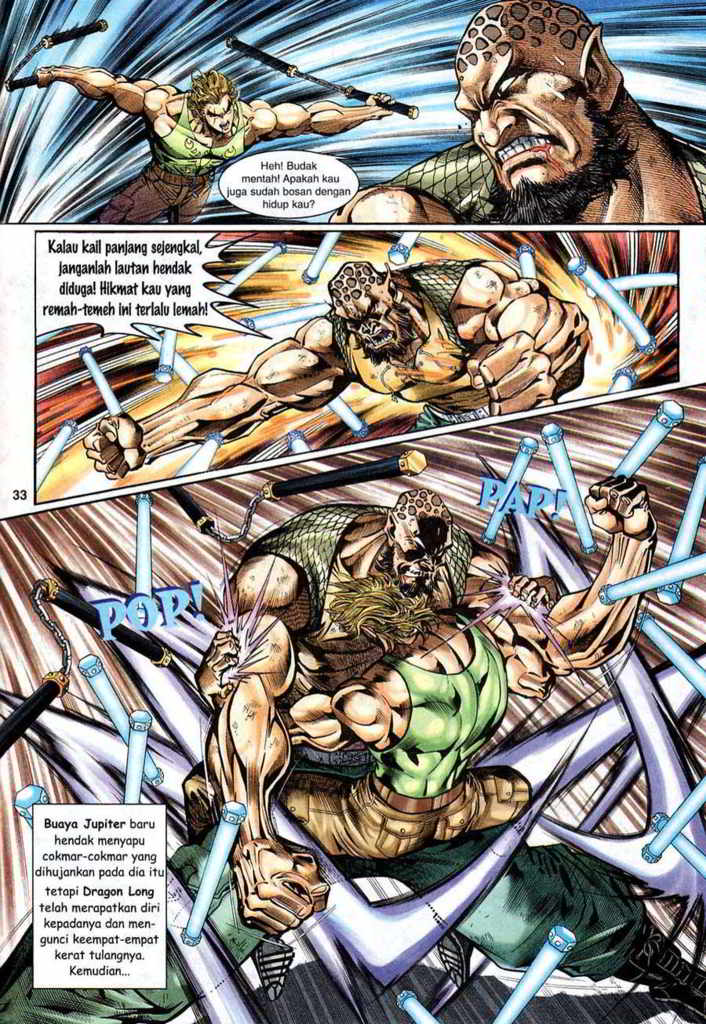 Heh! Budak
mentah! Apakah kau
juga sudah bosan dengan
hidup kau?
Kalau kail panjang sejengkal,
janganlah lautan hendak
diduga! Hikmat kau yang
remah-temeh ini terlalu lemah!
33
PAP!
POP!
Buaya Jupiter baru
hendak menyapu
cokmar-cokmar yang
dihujankan pada dia itu
tetapi Dragon Long
telah merapatkan diri
kepadanya dan men-
gunci keempat-empat
kerat tulangnya.
Kemudian...